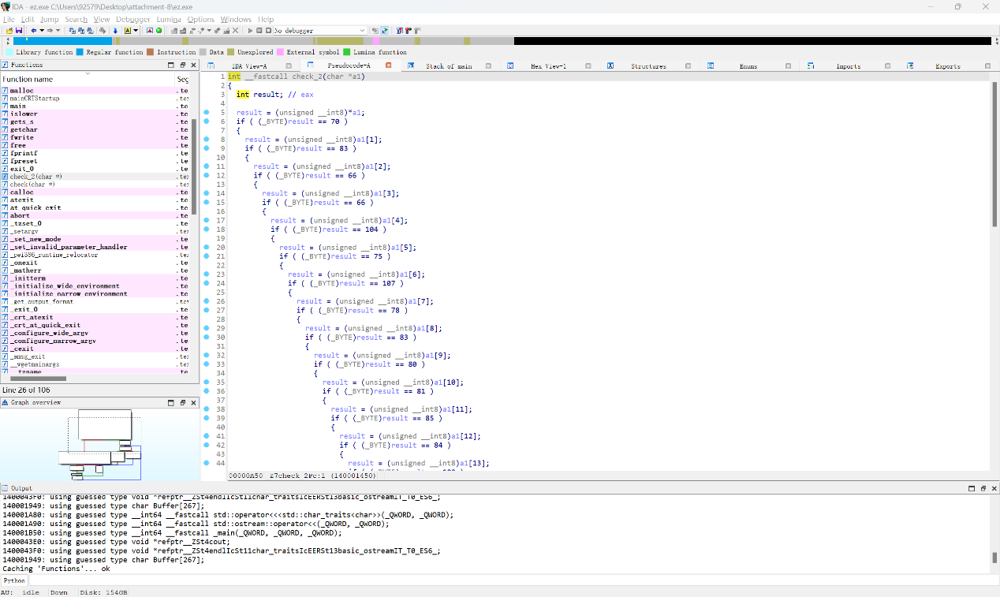 IDA - ez.exe C:\Users\92579\Desktop\attachment-8\ez.exe
File Edit Jump Search View Debugger Lumina Options Windows Help
No debugger
Library function Regular function Instruction Data Unexplored External symbol Lumina function
Functions
IDA View-A Pseudocode-A Stack of main Hex View-1 Structures Enums Imports Exports
Function name Seg
malloc .te
mainCRTStartup .te
main .te
islower .te
gets_s .te
getchar .te
fwrite .te
free .te
fprintf .te
fpreset .te
exit_0 .te
check_2(char *) .te
check(char *) .te
calloc .te
atexit .te
at_quick_exit .te
abort .te
_tzset_0 .te
_setargv .te
_set_new_mode .te
_set_invalid_parameter_handler .te
_pei386_runtime_relocator .te
_onexit .te
_matherr .te
_initterm .te
_initialize_wide_environment .te
_initialize_narrow_environment .te
_get_output_format .te
_exit_0 .te
_crt_atexit .te
_crt_at_quick_exit .te
_configure_wide_argv .te
_configure_narrow_argv .te
_cexit .te
_amsg_exit .te
__vgetmainargs .te
__tzname .te
Line 26 of 106
Graph overview
1 int __fastcall check_2(char *a1)
2 {
3 int result; // eax
4
5 result = (unsigned __int8)*a1;
6 if ( (_BYTE)result == 70 )
7 {
8 result = (unsigned __int8)a1[1];
9 if ( (_BYTE)result == 83 )
10 {
11 result = (unsigned __int8)a1[2];
12 if ( (_BYTE)result == 66 )
13 {
14 result = (unsigned __int8)a1[3];
15 if ( (_BYTE)result == 66 )
16 {
17 result = (unsigned __int8)a1[4];
18 if ( (_BYTE)result == 104 )
19 {
20 result = (unsigned __int8)a1[5];
21 if ( (_BYTE)result == 75 )
22 {
23 result = (unsigned __int8)a1[6];
24 if ( (_BYTE)result == 107 )
25 {
26 result = (unsigned __int8)a1[7];
27 if ( (_BYTE)result == 78 )
28 {
29 result = (unsigned __int8)a1[8];
30 if ( (_BYTE)result == 83 )
31 {
32 result = (unsigned __int8)a1[9];
33 if ( (_BYTE)result == 80 )
34 {
35 result = (unsigned __int8)a1[10];
36 if ( (_BYTE)result == 81 )
37 {
38 result = (unsigned __int8)a1[11];
39 if ( (_BYTE)result == 85 )
40 {
41 result = (unsigned __int8)a1[12];
42 if ( (_BYTE)result == 84 )
43 {
44 result = (unsigned __int8)a1[13];
00000A50 _Z7check_2Pc:1 (140001450)
Output
1400043F0: using guessed type void *refptr__ZSt4endlIcSt11char_traitsIcEERSt13basic_ostreamIT_T0_ES6_;
140001949: using guessed type char Buffer[267];
140001A80: using guessed type __int64 __fastcall std::operator<<<std::char_traits<char>>(_QWORD, _QWORD);
140001A90: using guessed type __int64 __fastcall std::ostream::operator<<(_QWORD, _QWORD);
140001B50: using guessed type __int64 __fastcall _main(_QWORD, _QWORD, _QWORD);
1400043E0: using guessed type void *refptr__ZSt4cout;
1400043F0: using guessed type void *refptr__ZSt4endlIcSt11char_traitsIcEERSt13basic_ostreamIT_T0_ES6_;
140001949: using guessed type char Buffer[267];
Caching 'Functions'... ok
Python
AU: idle Down Disk: 154GB